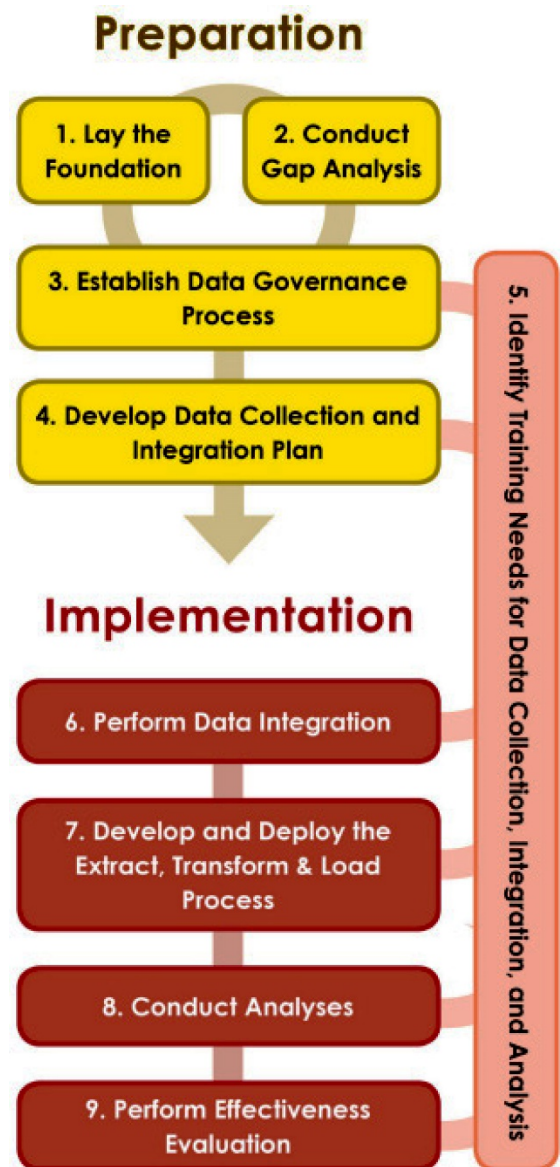 Preparation
1. Lay the
Foundation
2. Conduct
Gap Analysis
3. Establish Data Governance
Process
4. Develop Data Collection and
Integration Plan
5. Identify Training Needs for Data Collection, Integration, and Analysis
Implementation
6. Perform Data Integration
7. Develop and Deploy the
Extract, Transform & Load
Process
8. Conduct Analyses
9. Perform Effectiveness
Evaluation